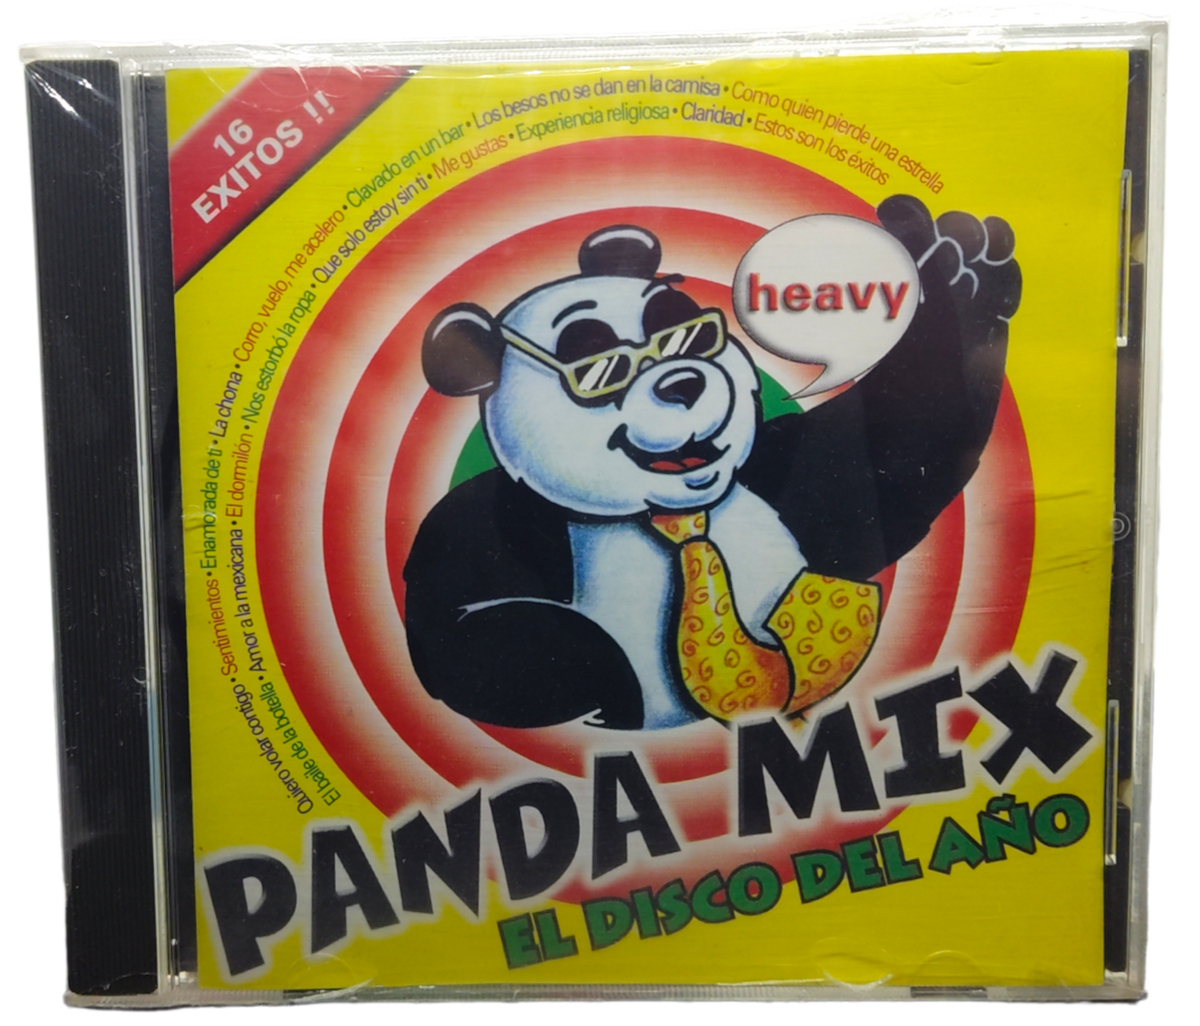 16
EXITOS !!
Quiero volar contigo • Sentimientos • Enamorada de ti • La chona • Corro, vuelo, me acelero • Clavado en un bar • Los besos no se dan en la camisa • Como quien pierde una estrella
El baile de la botella • Amor a la mexicana • El dormilón • Nos estorbó la ropa • Que solo estoy sin ti • Me gustas • Experiencia religiosa • Claridad • Estos son los éxitos
heavy
PANDA MIX
EL DISCO DEL AÑO